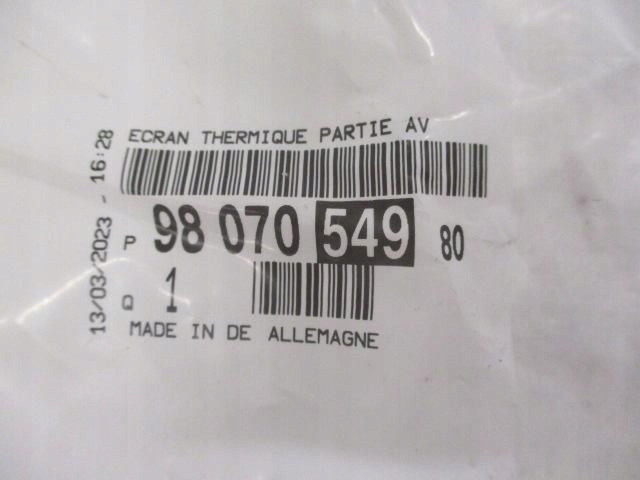 ECRAN THERMIQUE PARTIE AV
P 98 070 549 80
Q 1
MADE IN DE ALLEMAGNE
13/03/2023 - 16:28